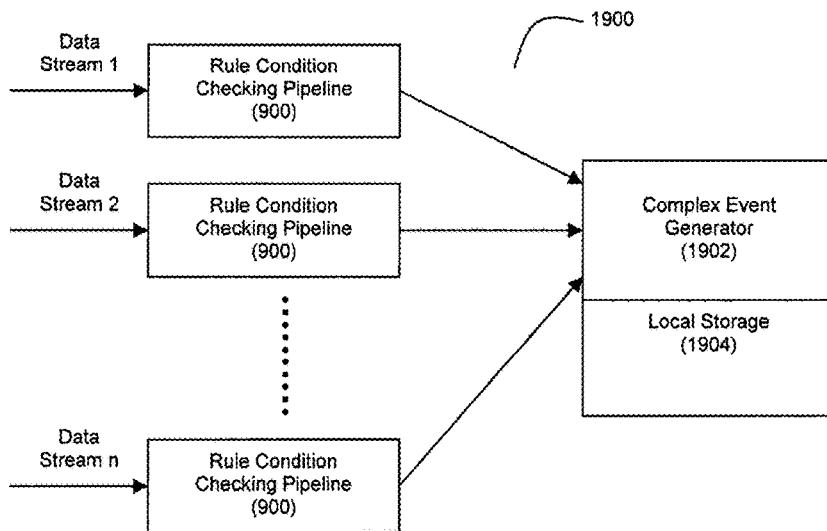 1900
Data
Stream 1
Rule Condition
Checking Pipeline
(900)
Data
Stream 2
Rule Condition
Checking Pipeline
(900)
Complex Event
Generator
(1902)
Local Storage
(1904)
Data
Stream n
Rule Condition
Checking Pipeline
(900)